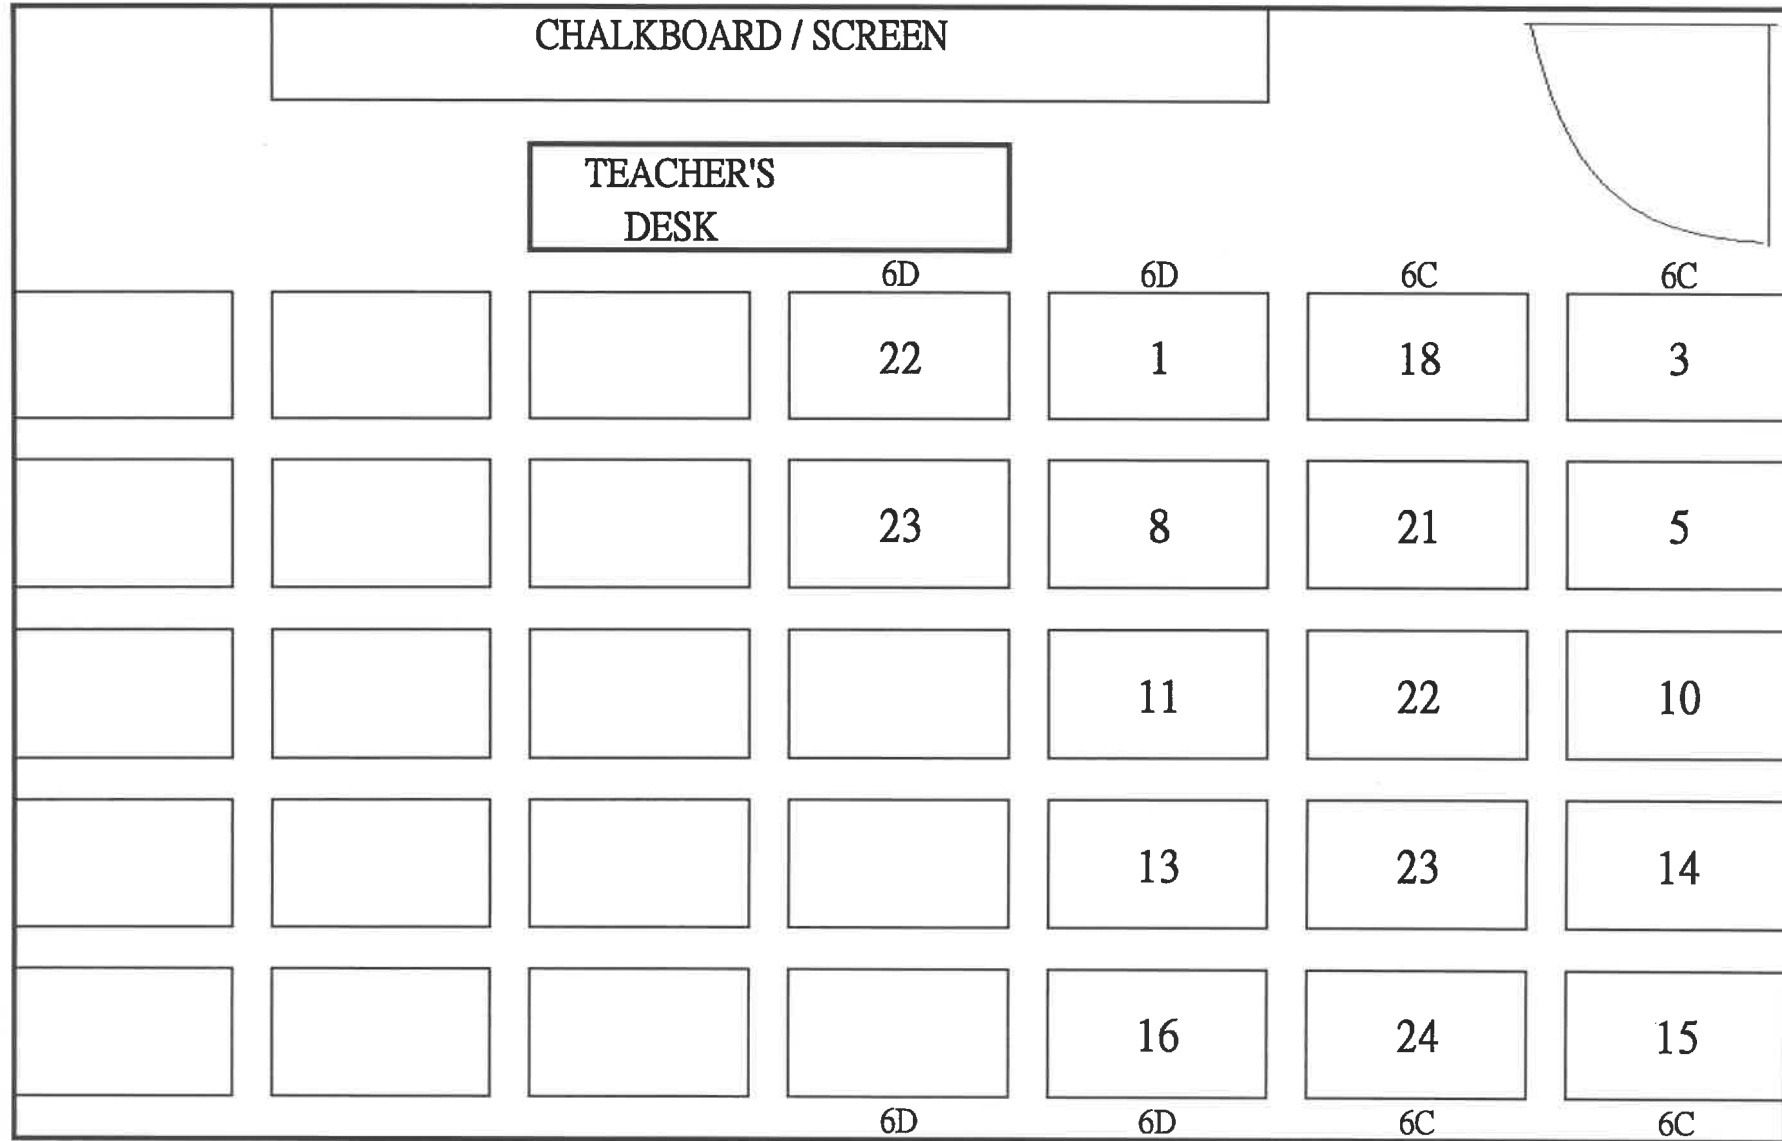 CHALKBOARD / SCREEN
TEACHER'S
DESK
6D 6D 6C 6C
22 1 18 3
23 8 21 5
11 22 10
13 23 14
16 24 15
6D 6D 6C 6C